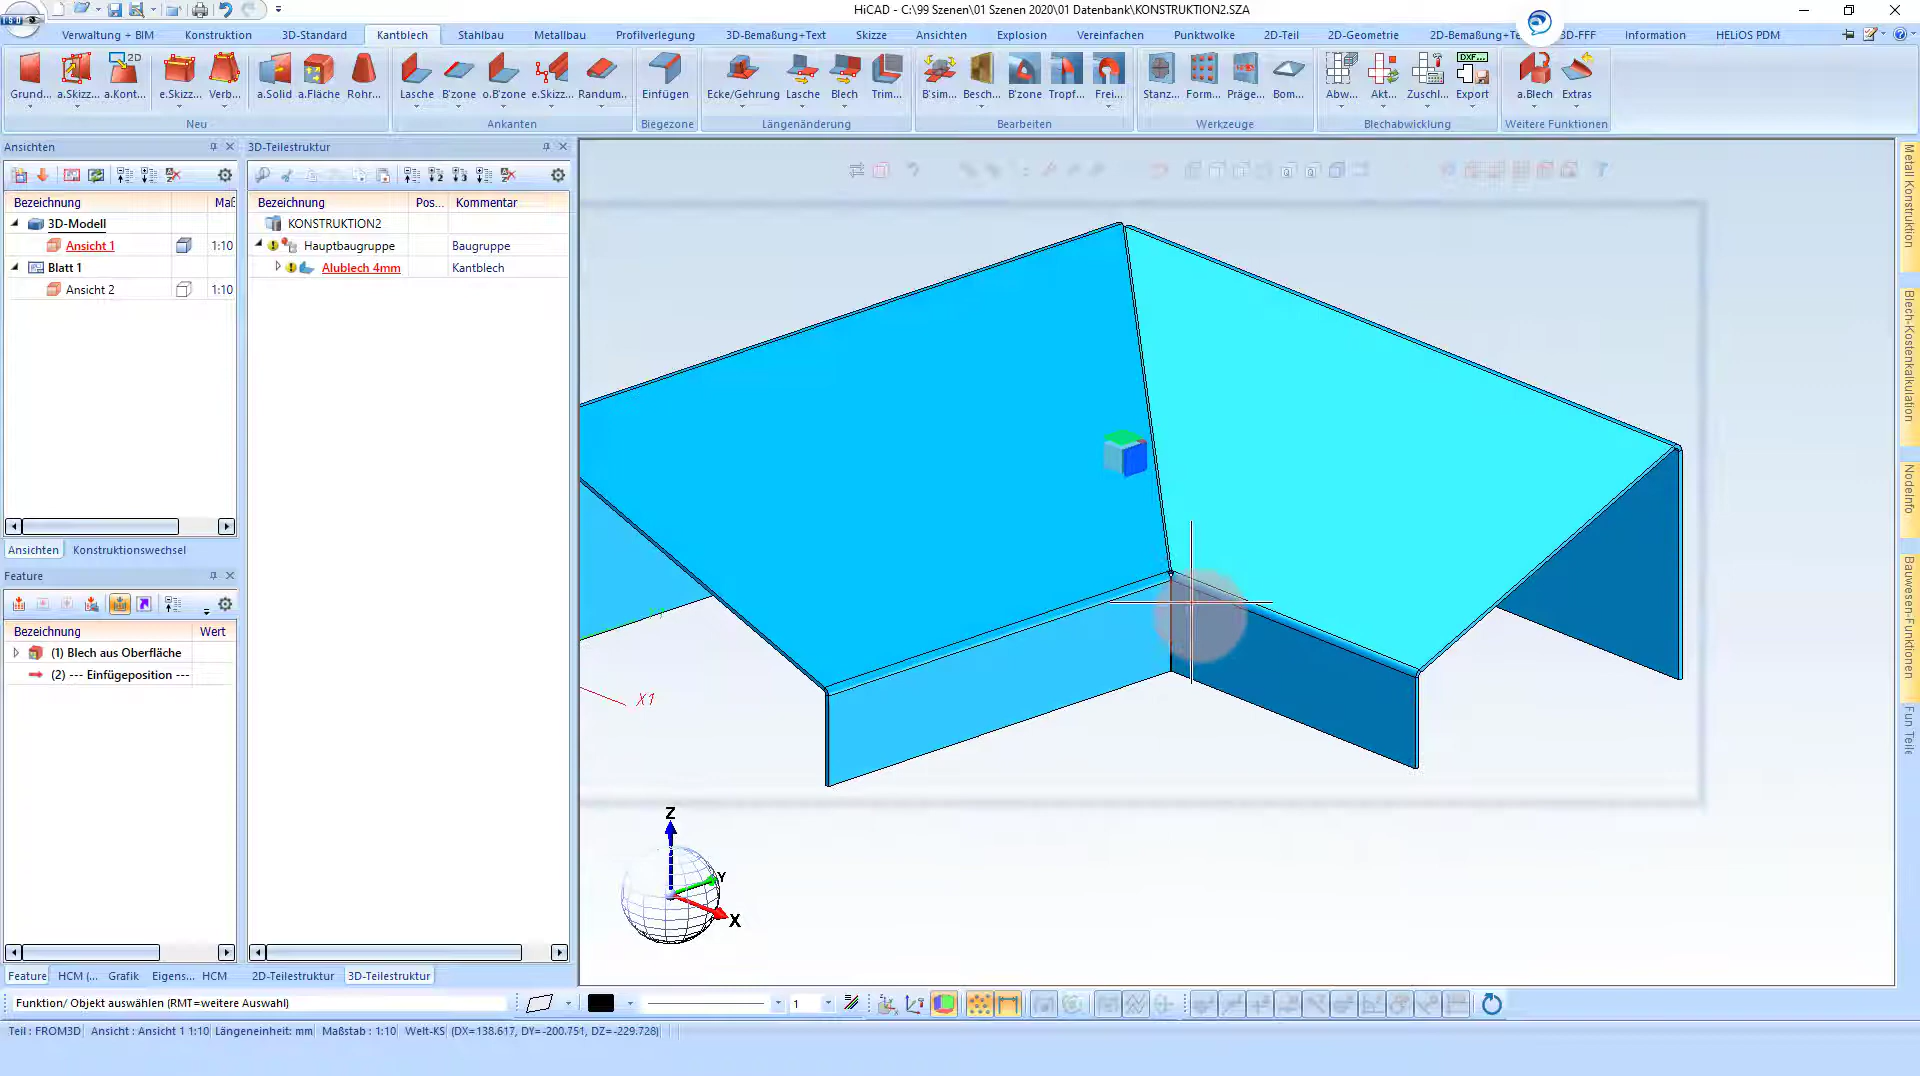 HiCAD - C:\99 Szenen\01 Szenen 2020\01 Datenbank\KONSTRUKTION2.SZA
Verwaltung + BIM Konstruktion 3D-Standard Kantblech Stahlbau Metallbau Profilverlegung 3D-Bemaßung+Text Skizze Ansichten Explosion Vereinfachen Punktwolke 2D-Teil 2D-Geometrie 2D-Bemaßung+Te 3D-FFF Information HELiOS PDM
Grund... a.Skizz... a.Kont... e.Skizz... Verb... a.Solid a.Fläche Rohr... Lasche B'zone o.B'zone e.Skizz... Randum... Einfügen Ecke/Gehrung Lasche Blech Trim... B'sim... Besch... B'zone Tropf... Frei... Stanz... Form... Präge... Bom... Abw... Akt... Zuschl... Export a.Blech Extras
Neu Ankanten Biegezone Längenänderung Bearbeiten Werkzeuge Blechabwicklung Weitere Funktionen
Ansichten
Bezeichnung Maß
3D-Modell
Ansicht 1 1:10
Blatt 1
Ansicht 2 1:10
Ansichten Konstruktionswechsel
3D-Teilestruktur
Bezeichnung Pos... Kommentar
KONSTRUKTION2
Hauptbaugruppe Baugruppe
Alublech 4mm Kantblech
Feature
Bezeichnung Wert
(1) Blech aus Oberfläche
(2) --- Einfügeposition ---
Feature HCM (... Grafik Eigens... HCM
2D-Teilestruktur 3D-Teilestruktur
X1
Z
Y
X
Metall Konstruktion
Blech-Kostenkalkulation
NodeInfo
Bauwesen-Funktionen
Fun Teile
Funktion/ Objekt auswählen (RMT=weitere Auswahl) 1
Teil : FROM3D Ansicht : Ansicht 1 1:10 Längeneinheit: mm Maßstab : 1:10 Welt-KS (DX=138.617, DY=-200.751, DZ=-229.728)